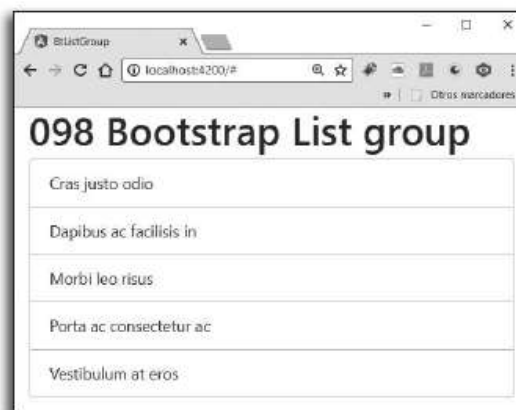 BtListGroup
localhost:4200/#
Otros marcadores
098 Bootstrap List group
Cras justo odio
Dapibus ac facilisis in
Morbi leo risus
Porta ac consectetur ac
Vestibulum at eros